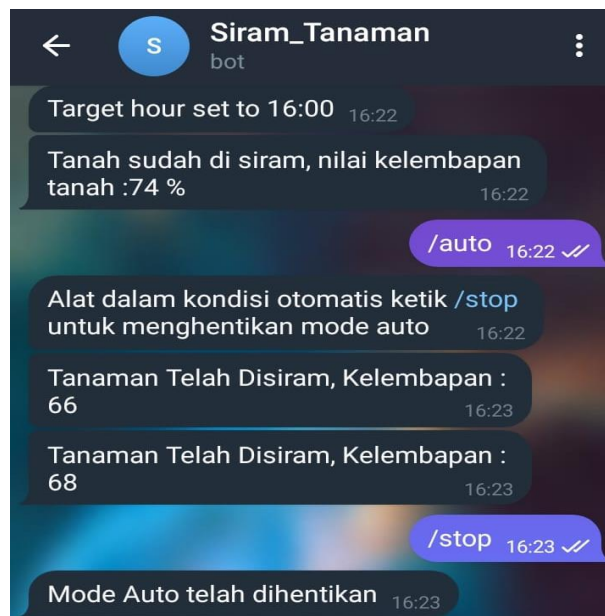 S
Siram_Tanaman
bot
Target hour set to 16:00 16:22
Tanah sudah di siram, nilai kelembapan
tanah :74 % 16:22
/auto 16:22
Alat dalam kondisi otomatis ketik /stop
untuk menghentikan mode auto 16:22
Tanaman Telah Disiram, Kelembapan :
66 16:23
Tanaman Telah Disiram, Kelembapan :
68 16:23
/stop 16:23
Mode Auto telah dihentikan 16:23